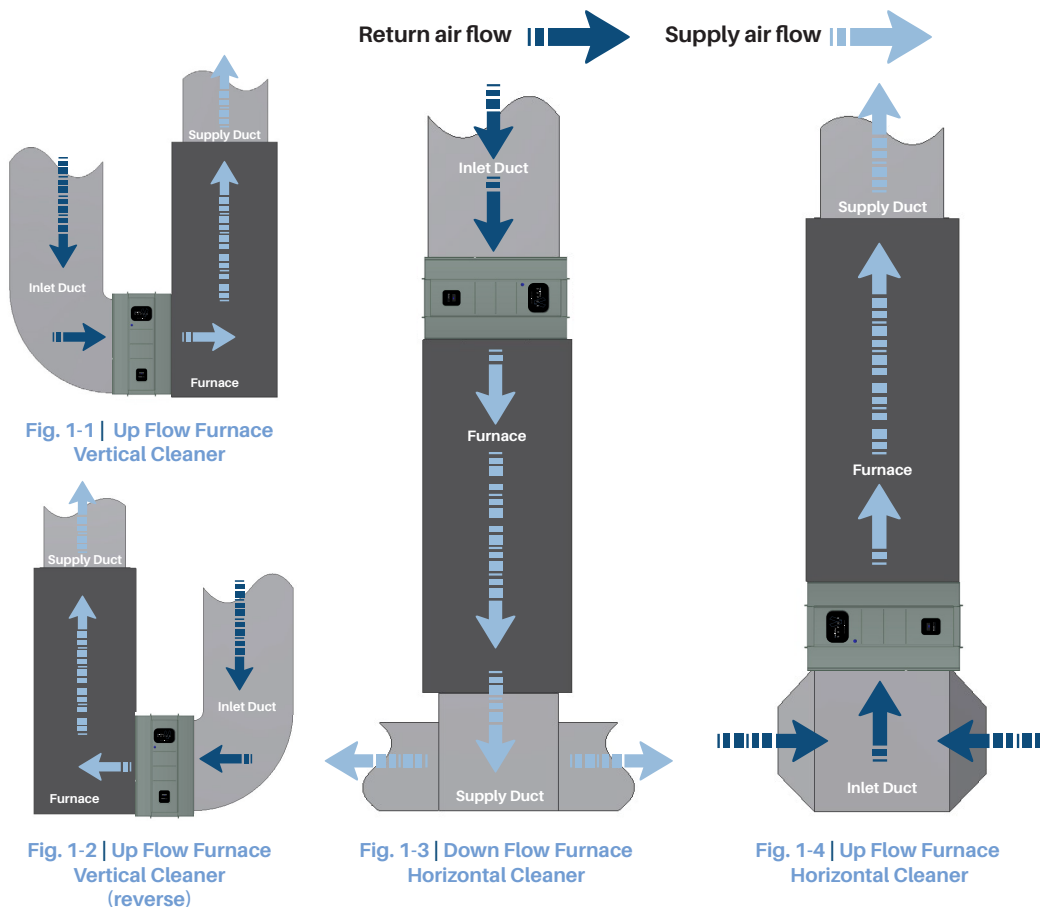 Return air flow
Supply air flow
Supply Duct
Inlet Duct
Furnace
Fig. 1-1 | Up Flow Furnace
Vertical Cleaner
Supply Duct
Inlet Duct
Furnace
Fig. 1-2 | Up Flow Furnace
Vertical Cleaner
(reverse)
Inlet Duct
Furnace
Supply Duct
Fig. 1-3 | Down Flow Furnace
Horizontal Cleaner
Supply Duct
Furnace
Inlet Duct
Fig. 1-4 | Up Flow Furnace
Horizontal Cleaner